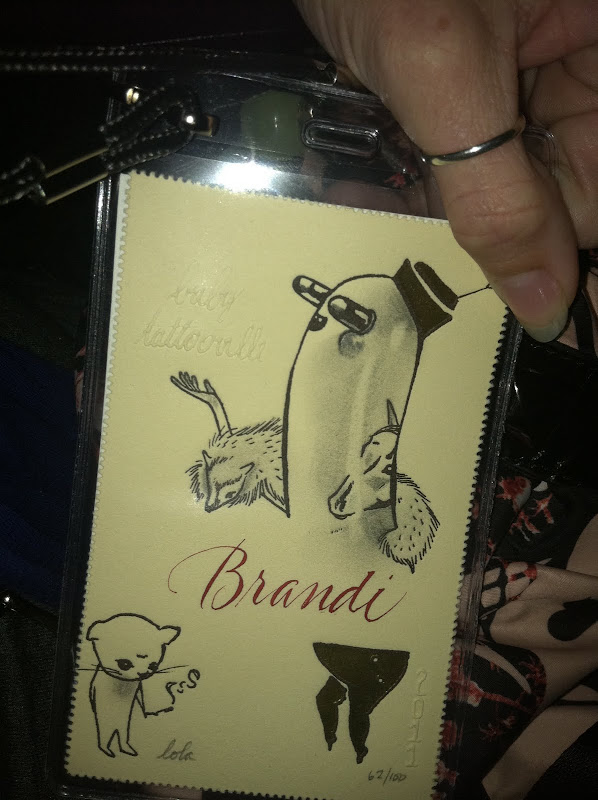 baby
tattooville
Brandi
lola
2011
62/100